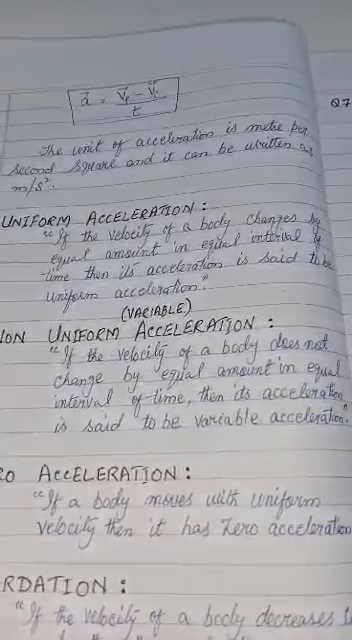 a⃗ = v⃗f - v⃗i / t
Q7
The unit of acceleration is metre per
second square and it can be written as
m/s².
UNIFORM ACCELERATION:
"If the velocity of a body changes by
equal amount in equal interval of
time then its acceleration is said to be
uniform acceleration."
(VARIABLE)
NON UNIFORM ACCELERATION:
"If the velocity of a body does not
change by equal amount in equal
interval of time, then its acceleration
is said to be variable acceleration."
RO ACCELERATION:
"If a body moves with uniform
velocity then it has zero acceleration
RDATION:
"If the velocity of a body decreases